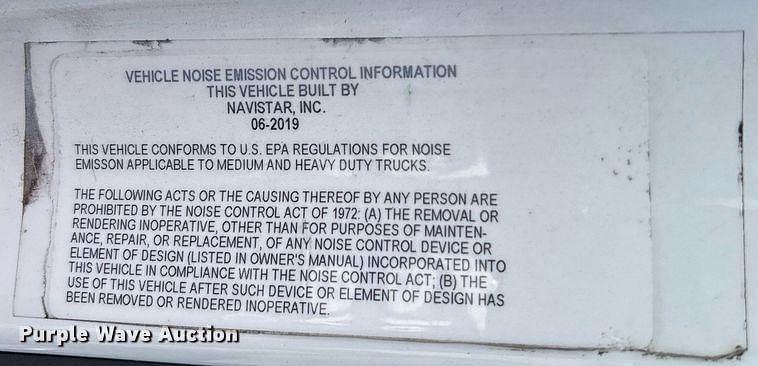 VEHICLE NOISE EMISSION CONTROL INFORMATION
THIS VEHICLE BUILT BY
NAVISTAR, INC.
06-2019
THIS VEHICLE CONFORMS TO U.S. EPA REGULATIONS FOR NOISE
EMISSON APPLICABLE TO MEDIUM AND HEAVY DUTY TRUCKS.
THE FOLLOWING ACTS OR THE CAUSING THEREOF BY ANY PERSON ARE
PROHIBITED BY THE NOISE CONTROL ACT OF 1972: (A) THE REMOVAL OR
RENDERING INOPERATIVE, OTHER THAN FOR PURPOSES OF MAINTEN-
ANCE, REPAIR, OR REPLACEMENT, OF ANY NOISE CONTROL DEVICE OR
ELEMENT OF DESIGN (LISTED IN OWNER'S MANUAL) INCORPORATED INTO
THIS VEHICLE IN COMPLIANCE WITH THE NOISE CONTROL ACT; (B) THE
USE OF THIS VEHICLE AFTER SUCH DEVICE OR ELEMENT OF DESIGN HAS
BEEN REMOVED OR RENDERED INOPERATIVE.
Purple Wave Auction